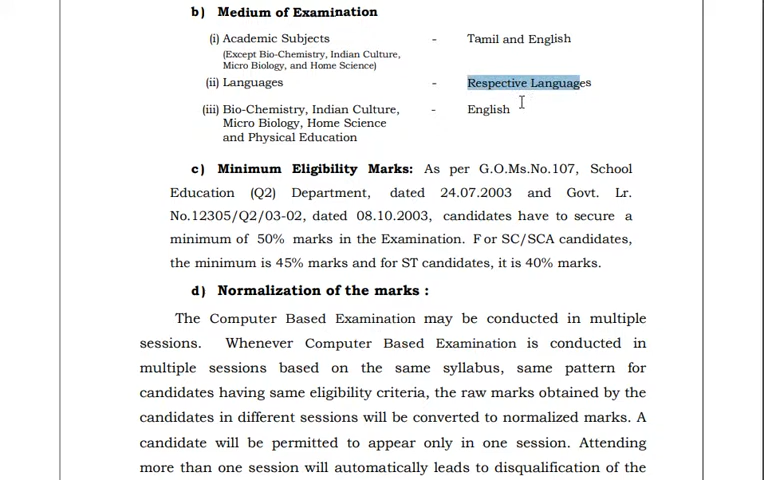 b) Medium of Examination
(i) Academic Subjects - Tamil and English
(Except Bio-Chemistry, Indian Culture,
Micro Biology, and Home Science)
(ii) Languages - Respective Languages
(iii) Bio-Chemistry, Indian Culture, - English
Micro Biology, Home Science
and Physical Education
c) Minimum Eligibility Marks: As per G.O.Ms.No.107, School
Education (Q2) Department, dated 24.07.2003 and Govt. Lr.
No.12305/Q2/03-02, dated 08.10.2003, candidates have to secure a
minimum of 50% marks in the Examination. For SC/SCA candidates,
the minimum is 45% marks and for ST candidates, it is 40% marks.
d) Normalization of the marks :
The Computer Based Examination may be conducted in multiple
sessions. Whenever Computer Based Examination is conducted in
multiple sessions based on the same syllabus, same pattern for
candidates having same eligibility criteria, the raw marks obtained by the
candidates in different sessions will be converted to normalized marks. A
candidate will be permitted to appear only in one session. Attending
more than one session will automatically leads to disqualification of the